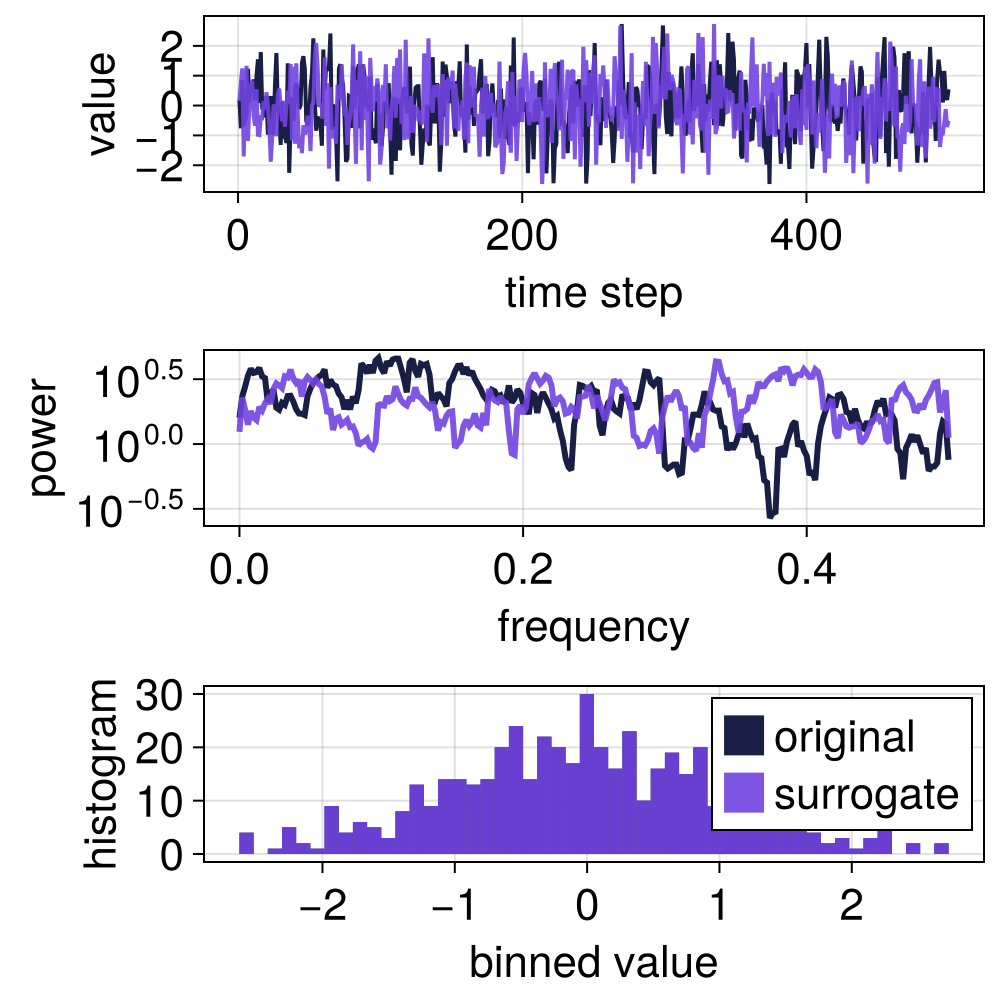 value
2
1
0
−1
−2
0 200 400
time step
power
10^0.5
10^0.0
10^−0.5
0.0 0.2 0.4
frequency
histogram
30
20
10
0
original
surrogate
−2 −1 0 1 2
binned value